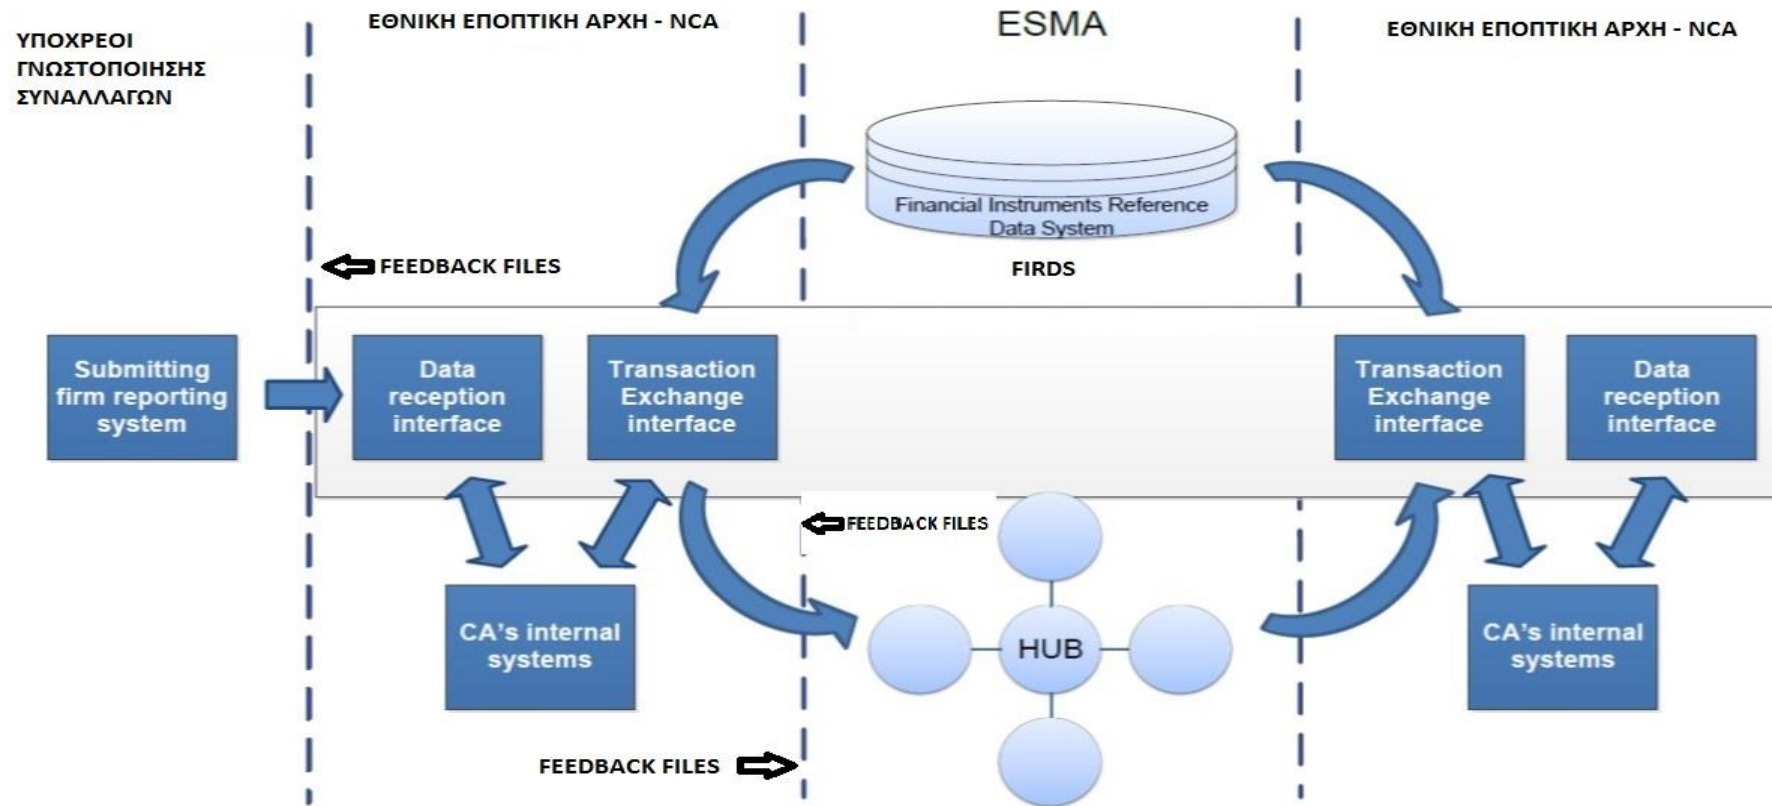 ΥΠΟΧΡΕΟΙ
ΓΝΩΣΤΟΠΟΙΗΣΗΣ
ΣΥΝΑΛΛΑΓΩΝ
ΕΘΝΙΚΗ ΕΠΟΠΤΙΚΗ ΑΡΧΗ - NCA
ESMA
ΕΘΝΙΚΗ ΕΠΟΠΤΙΚΗ ΑΡΧΗ - NCA
Financial Instruments Reference
Data System
FIRDS
FEEDBACK FILES
Submitting
firm reporting
system
Data
reception
interface
Transaction
Exchange
interface
Transaction
Exchange
interface
Data
reception
interface
FEEDBACK FILES
CA's internal
systems
HUB
CA's internal
systems
FEEDBACK FILES